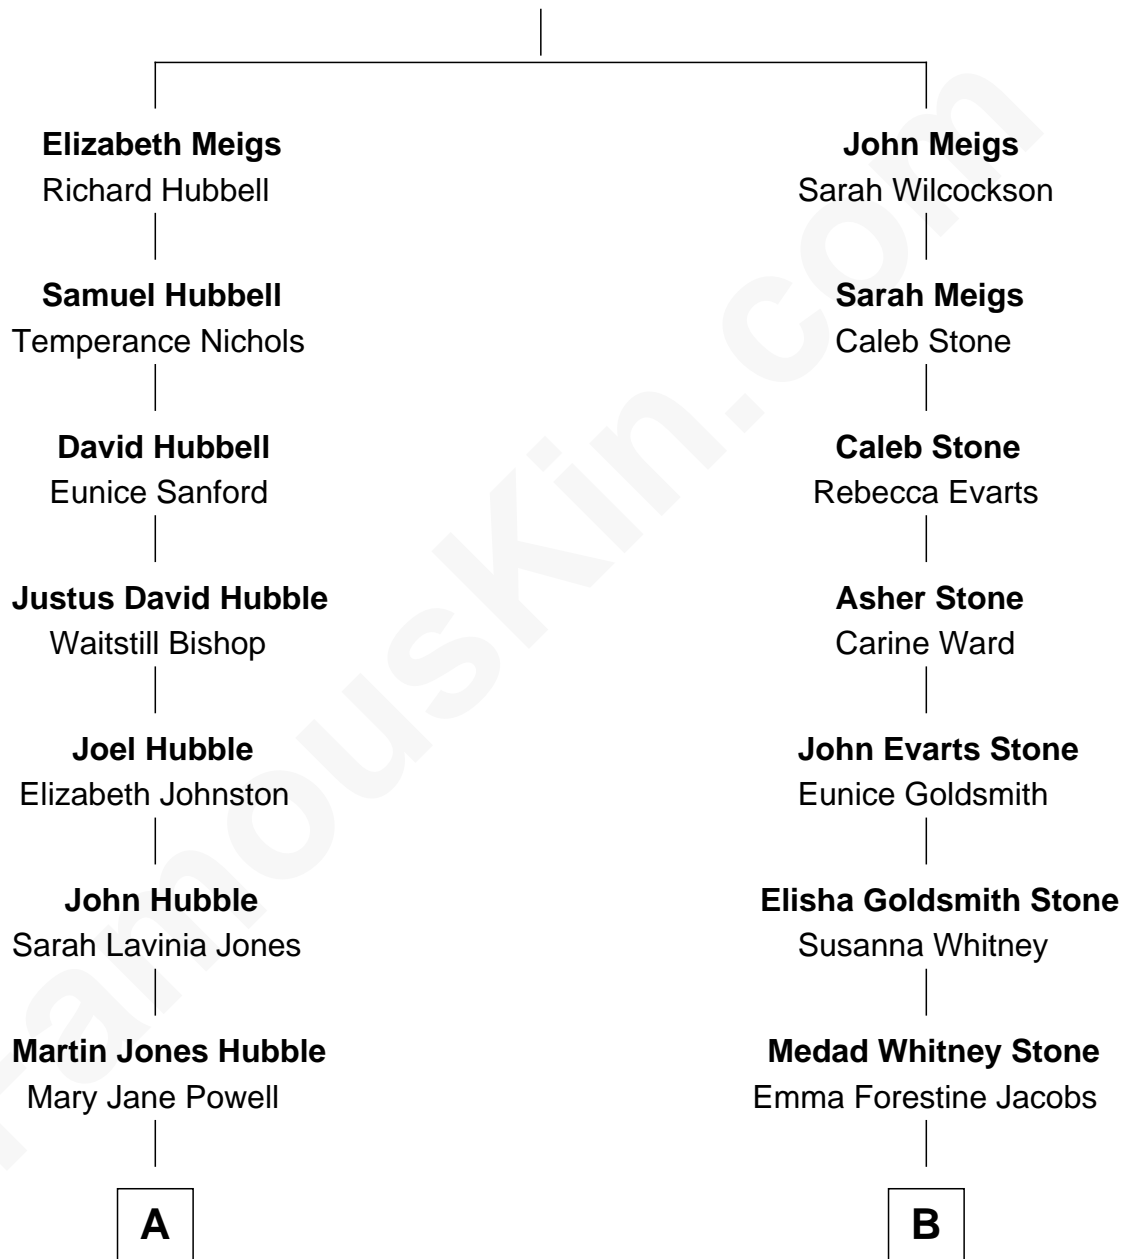 Elizabeth Meigs
Richard Hubbell
John Meigs
Sarah Wilcockson
Samuel Hubbell
Temperance Nichols
Sarah Meigs
Caleb Stone
David Hubbell
Eunice Sanford
Caleb Stone
Rebecca Evarts
Justus David Hubble
Waitstill Bishop
Asher Stone
Carine Ward
Joel Hubble
Elizabeth Johnston
John Evarts Stone
Eunice Goldsmith
John Hubble
Sarah Lavinia Jones
Elisha Goldsmith Stone
Susanna Whitney
Martin Jones Hubble
Mary Jane Powell
Medad Whitney Stone
Emma Forestine Jacobs
A
B
FamousKin.com